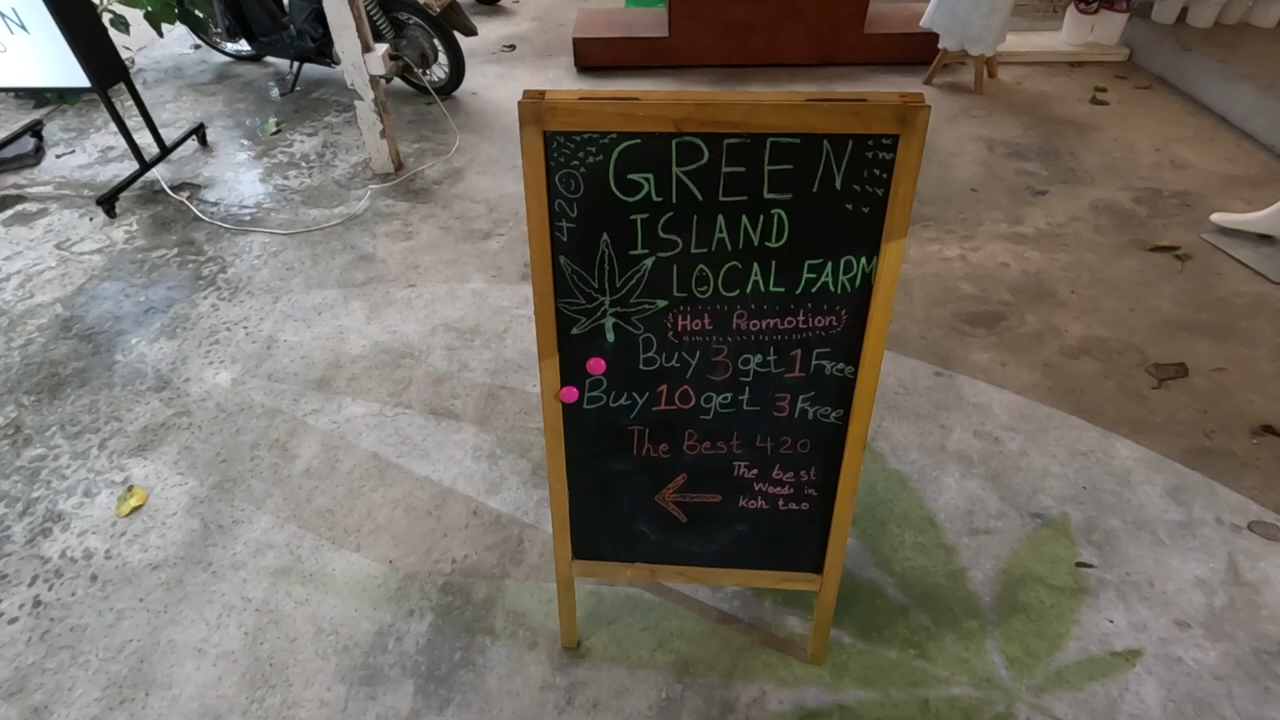 GREEN
ISLAND
LOCAL FARM
420
Hot Romotion
Buy 3 get 1 Free
Buy 10 get 3 Free
The Best 420
The best
Weeds in
koh tao
N